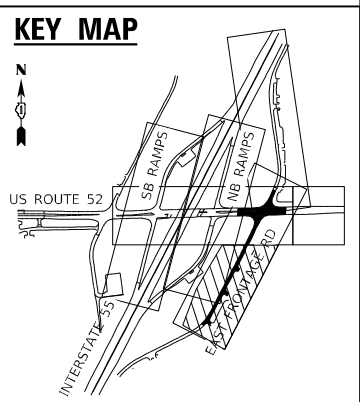 KEY MAP
N
SB RAMPS
NB RAMPS
US ROUTE 52
EAST FRONTAGE RD
INTERSTATE 55